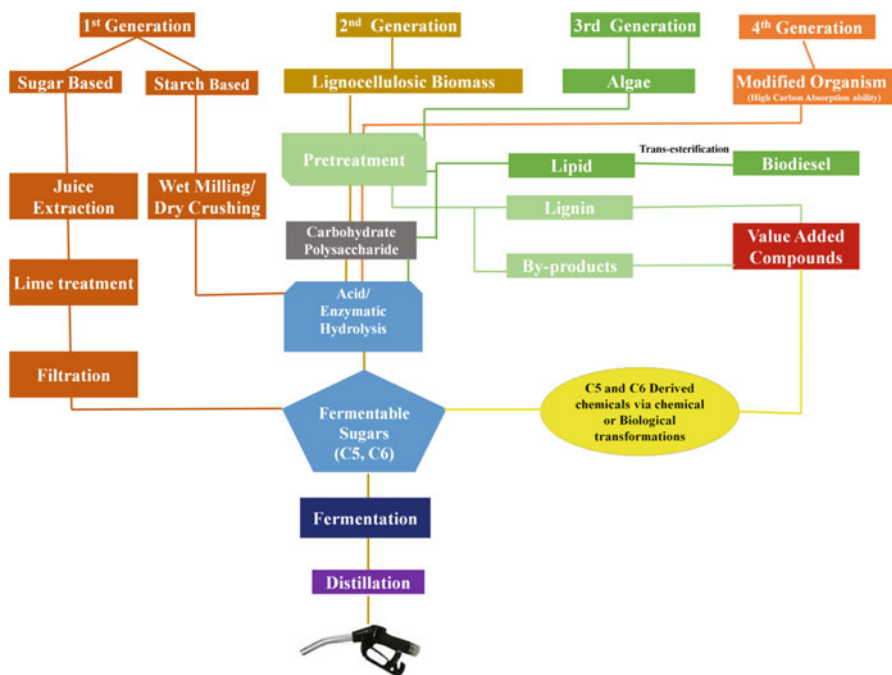 1st Generation
2nd Generation
3rd Generation
4th Generation
Sugar Based
Starch Based
Lignocellulosic Biomass
Algae
Modified Organism
(High Carbon Absorption ability)
Pretreatment
Lipid
Trans-esterification
Biodiesel
Juice
Extraction
Wet Milling/
Dry Crushing
Lignin
Carbohydrate
Polysaccharide
Value Added
Compounds
By-products
Lime treatment
Acid/
Enzymatic
Hydrolysis
Filtration
Fermentable
Sugars
(C5, C6)
C5 and C6 Derived
chemicals via chemical
or Biological
transformations
Fermentation
Distillation